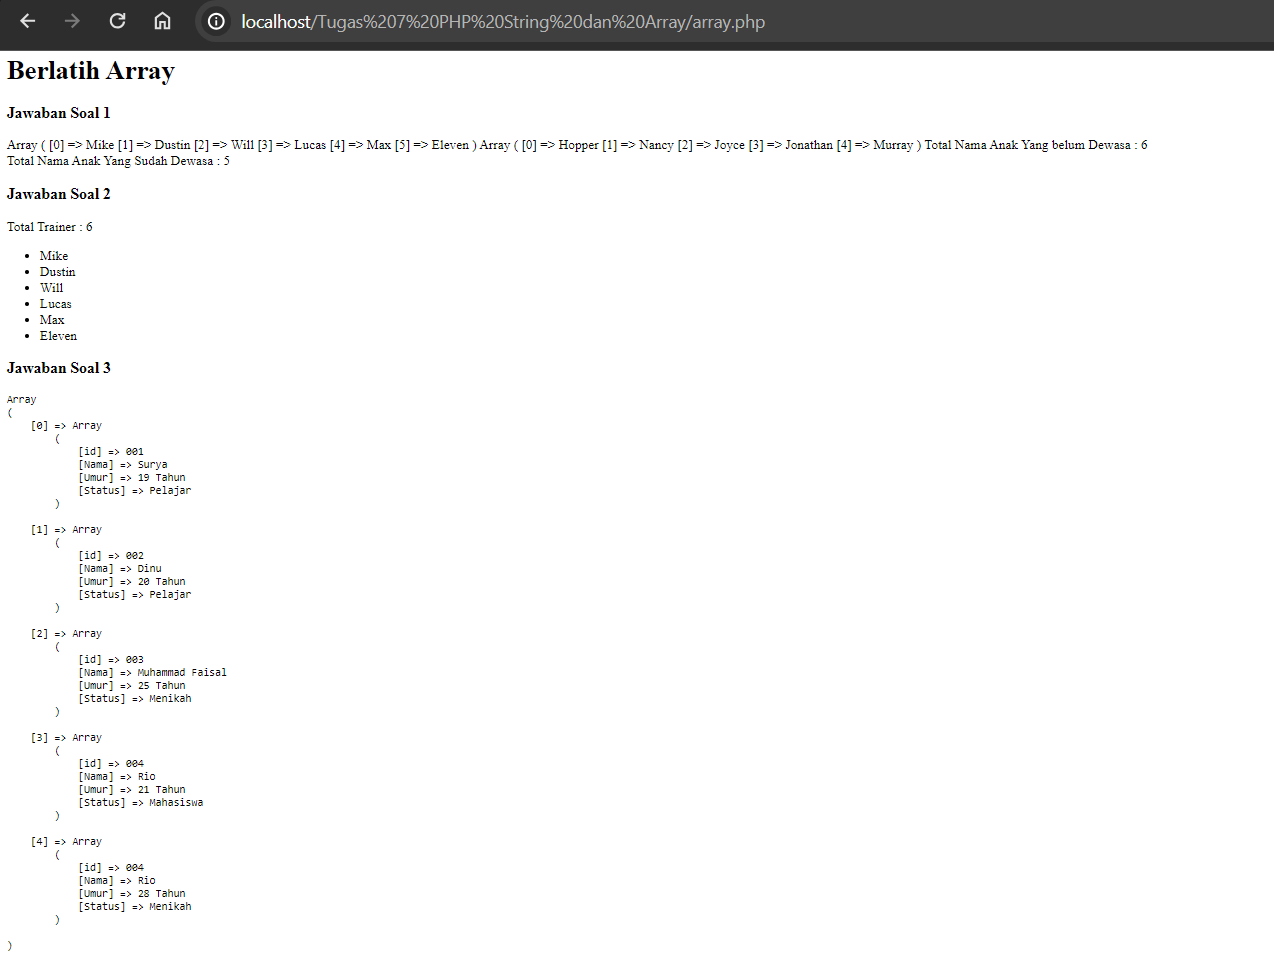 localhost/Tugas%207%20PHP%20String%20dan%20Array/array.php
Berlatih Array
Jawaban Soal 1
Array ( [0] => Mike [1] => Dustin [2] => Will [3] => Lucas [4] => Max [5] => Eleven ) Array ( [0] => Hopper [1] => Nancy [2] => Joyce [3] => Jonathan [4] => Murray ) Total Nama Anak Yang belum Dewasa : 6
Total Nama Anak Yang Sudah Dewasa : 5
Jawaban Soal 2
Total Trainer : 6
• Mike
• Dustin
• Will
• Lucas
• Max
• Eleven
Jawaban Soal 3
Array
(
    [0] => Array
        (
            [id] => 001
            [Nama] => Surya
            [Umur] => 19 Tahun
            [Status] => Pelajar
        )
    [1] => Array
        (
            [id] => 002
            [Nama] => Dinu
            [Umur] => 20 Tahun
            [Status] => Pelajar
        )
    [2] => Array
        (
            [id] => 003
            [Nama] => Muhammad Faisal
            [Umur] => 25 Tahun
            [Status] => Menikah
        )
    [3] => Array
        (
            [id] => 004
            [Nama] => Rio
            [Umur] => 21 Tahun
            [Status] => Mahasiswa
        )
    [4] => Array
        (
            [id] => 004
            [Nama] => Rio
            [Umur] => 28 Tahun
            [Status] => Menikah
        )
)